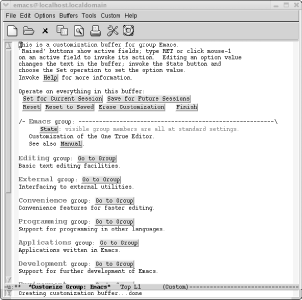 emacs@localhost.localdomain
File Edit Options Buffers Tools Custom Help
This is a customization buffer for group Emacs.
`Raised' buttons show active fields; type RET or click mouse-1
on an active field to invoke its action.  Editing an option value
changes the text in the buffer; invoke the State button and
choose the Set operation to set the option value.
Invoke Help for more information.
Operate on everything in this buffer:
Set for Current Session Save for Future Sessions
Reset Reset to Saved Erase Customization Finish
/- Emacs group: ---------------------------------------------\
State: visible group members are all at standard settings.
Customization of the One True Editor.
See also Manual.
Editing group: Go to Group
Basic text editing facilities.
External group: Go to Group
Interfacing to external utilities.
Convenience group: Go to Group
Convenience features for faster editing.
Programming group: Go to Group
Support for programming in other languages.
Applications group: Go to Group
Applications written in Emacs.
Development group: Go to Group
Support for further development of Emacs.
-u:** *Customize Group: Emacs* Top L1 (Custom)
Creating customization buffer...done